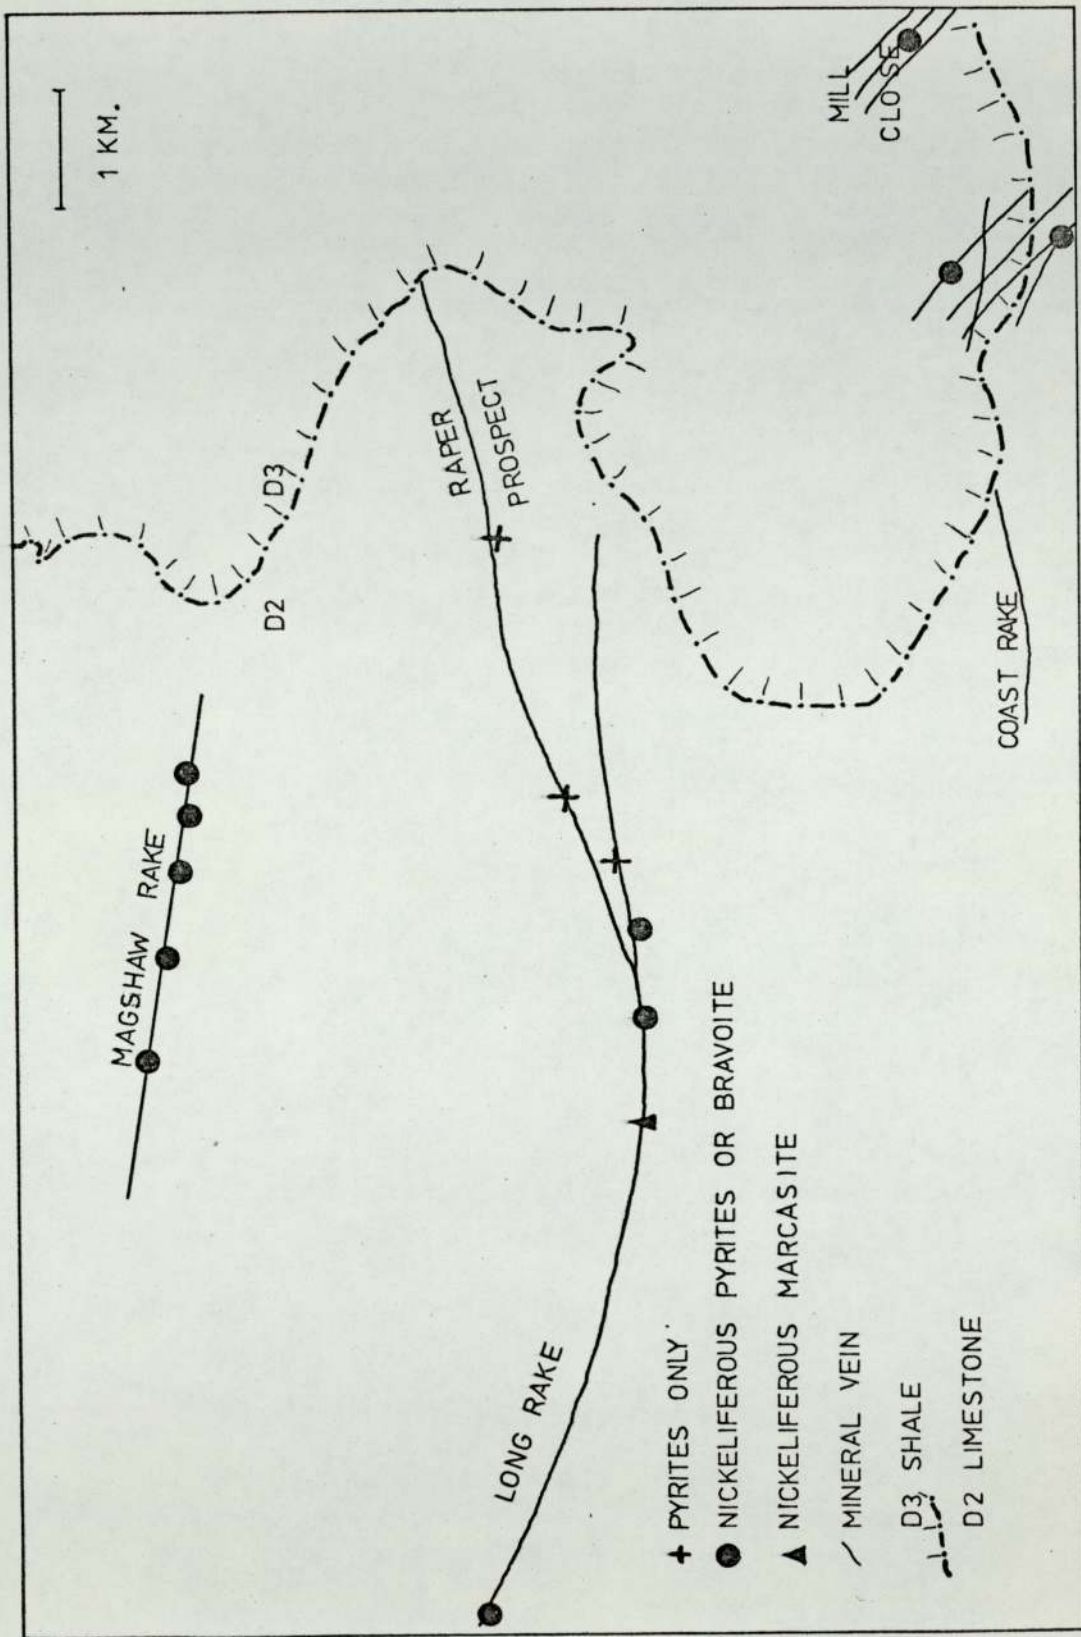 1 KM.
MAGSHAW RAKE
D2
D3
RAPER
PROSPECT
MILL
CLOSE
COAST RAKE
LONG RAKE
PYRITES ONLY
NICKELIFEROUS PYRITES OR BRAVOITE
NICKELIFEROUS MARCASITE
MINERAL VEIN
D3 SHALE
D2 LIMESTONE